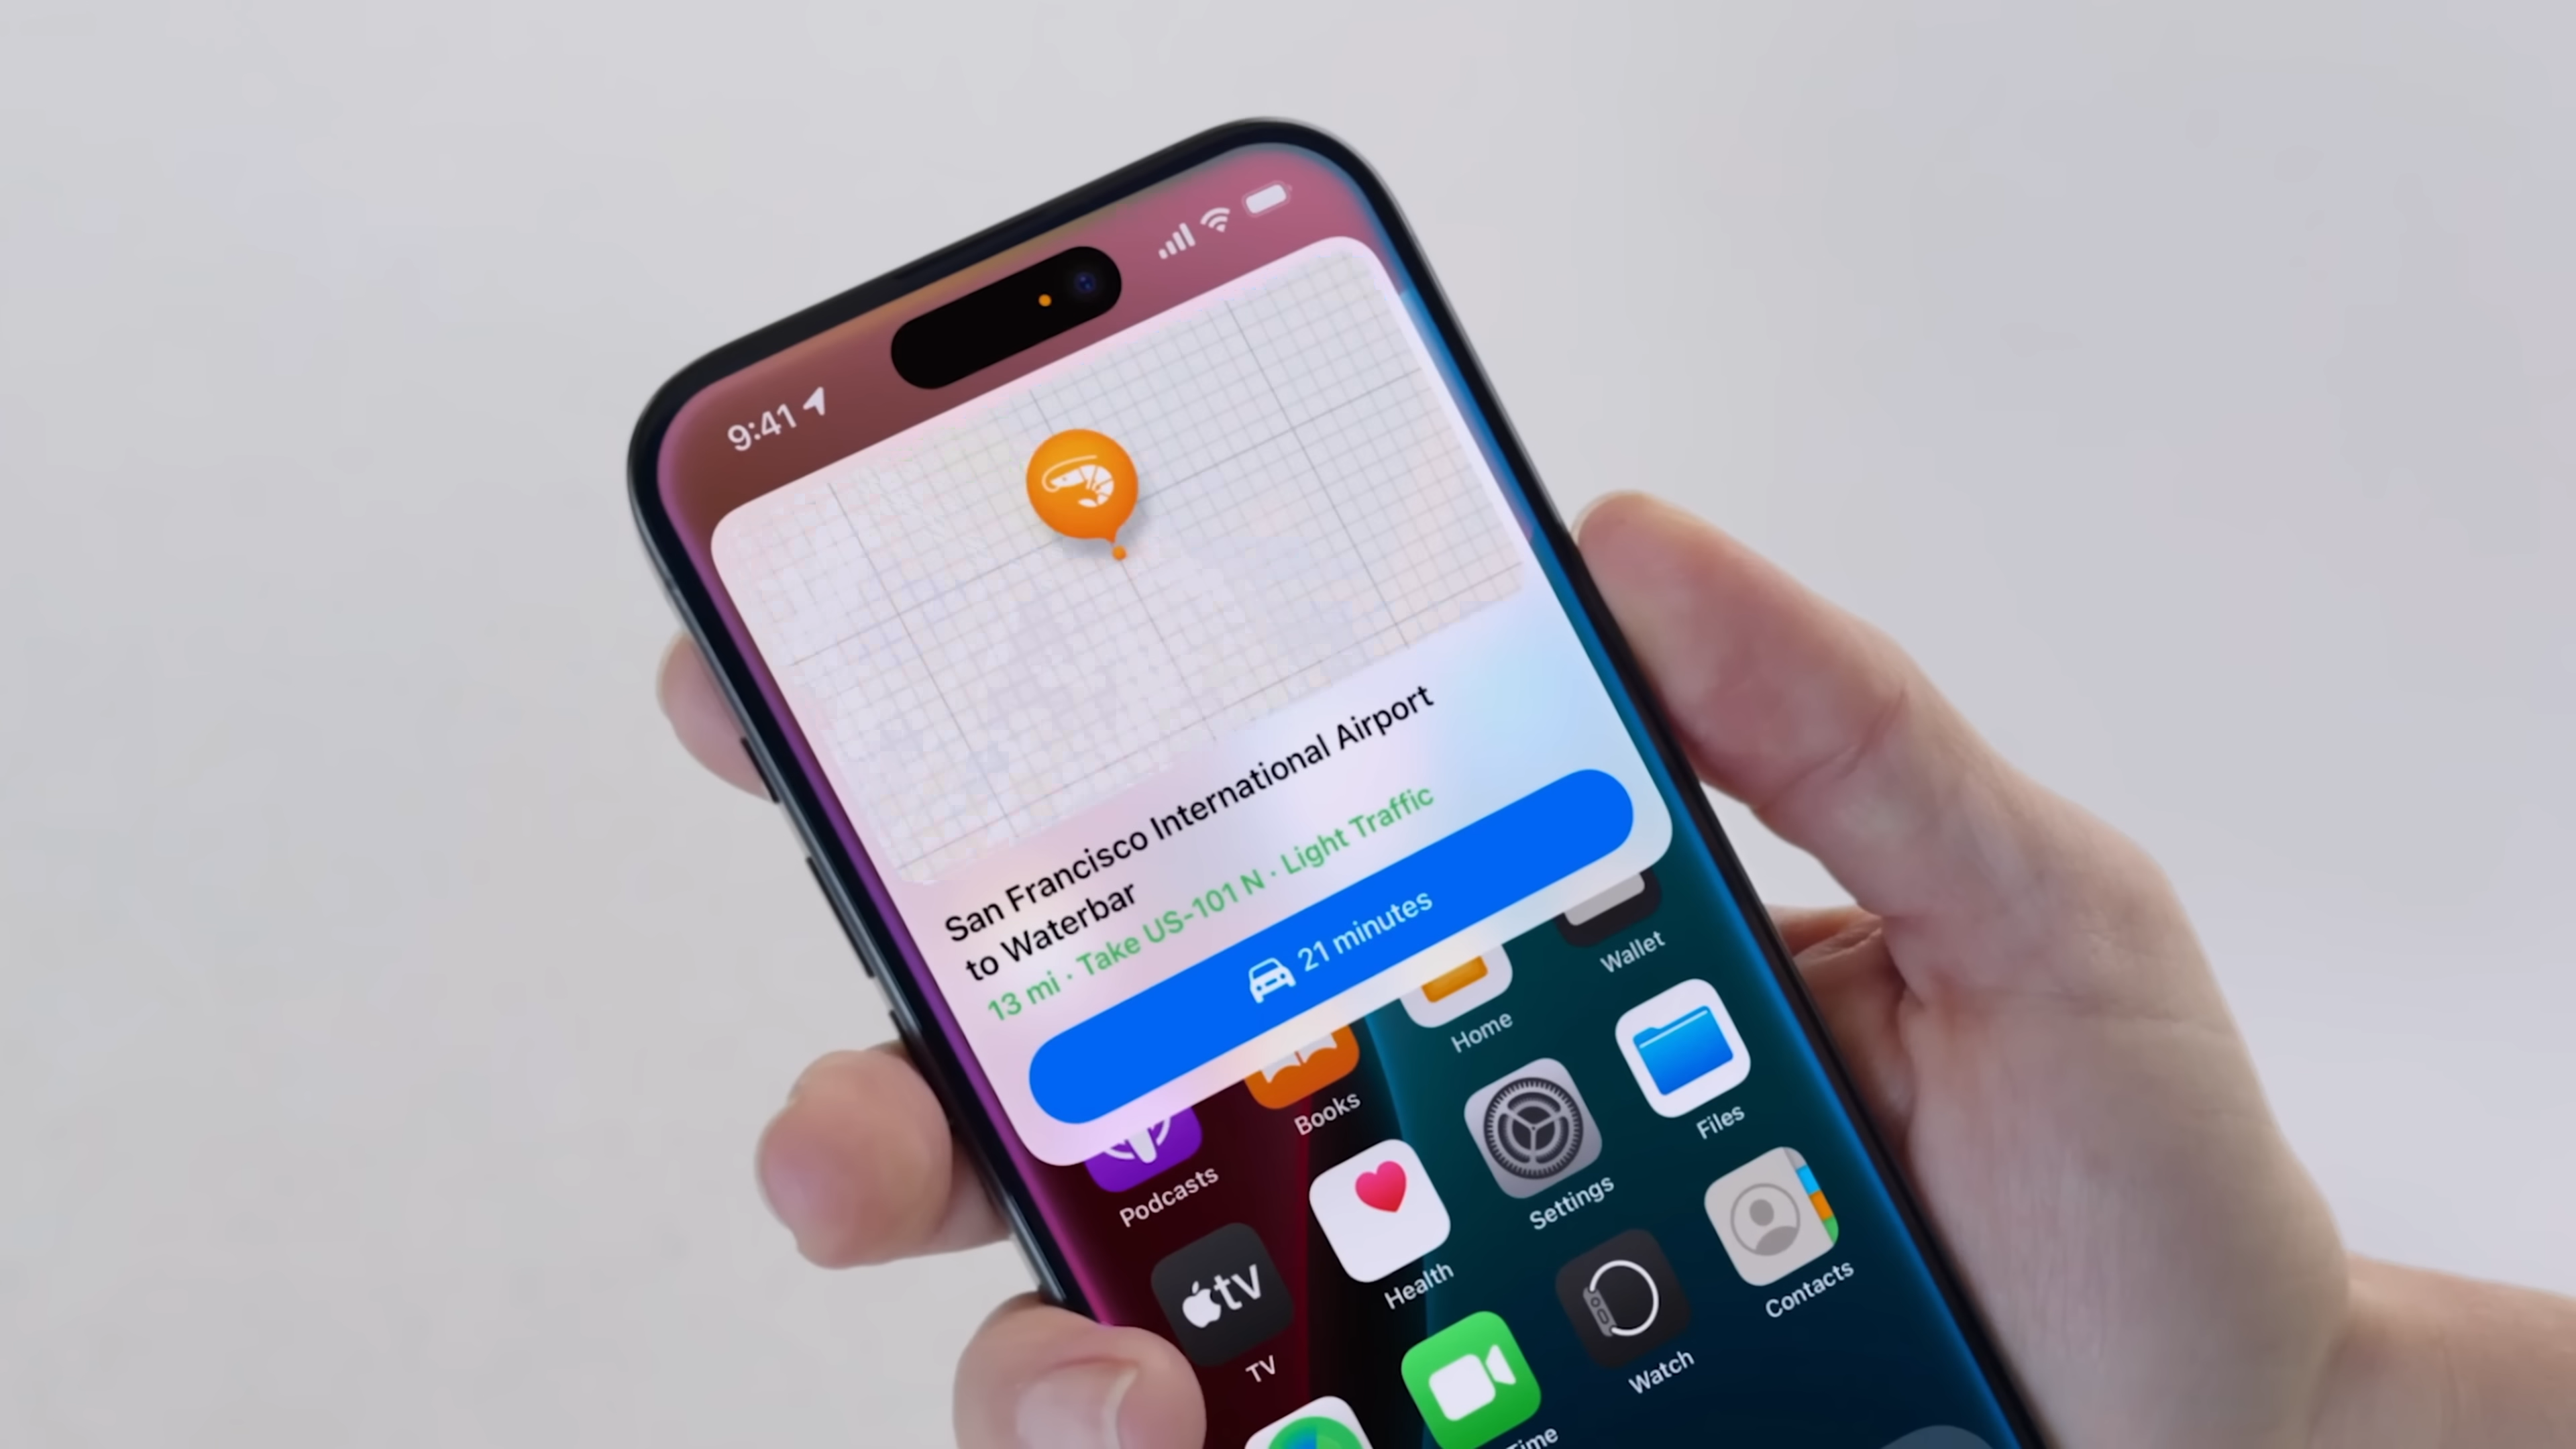 9:41
San Francisco International Airport
to Waterbar
13 mi · Take US-101 N · Light Traffic
21 minutes
Wallet
Home
Files
Books
Settings
Podcasts
Contacts
Health
tv
Watch
TV
Time